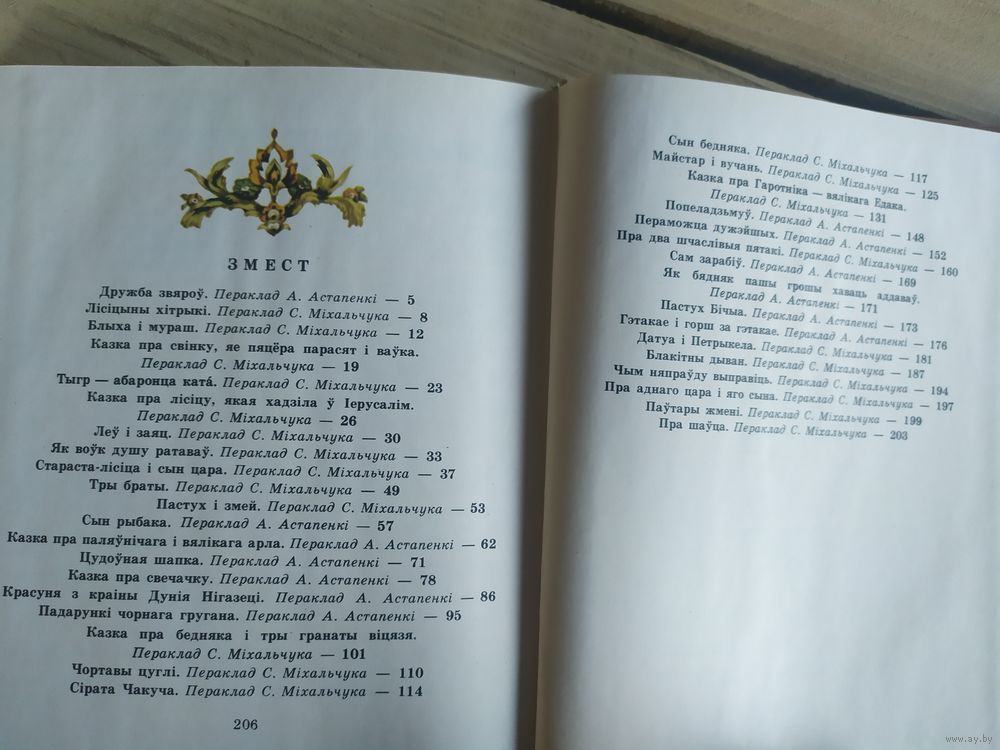 ЗМЕСТ
Дружба звяроў. Пераклад А. Астапенкі — 5
Лісіцыны хітрыкі. Пераклад С. Міхальчука — 8
Блыха і мураш. Пераклад С. Міхальчука — 12
Казка пра свінку, яе пяцёра парасят і ваўка.
Пераклад С. Міхальчука — 19
Тыгр — абаронца ката́. Пераклад С. Міхальчука — 23
Казка пра лісіцу, якая хадзіла ў Іерусалім.
Пераклад С. Міхальчука — 26
Леў і заяц. Пераклад С. Міхальчука — 30
Як воўк душу ратаваў. Пераклад С. Міхальчука — 33
Стараста-лісіца і сын цара. Пераклад С. Міхальчука — 37
Тры браты. Пераклад С. Міхальчука — 49
Пастух і змей. Пераклад С. Міхальчука — 53
Сын рыбака. Пераклад А. Астапенкі — 57
Казка пра паляўнічага і вялікага арла. Пераклад А. Астапенкі — 62
Цудоўная шапка. Пераклад А. Астапенкі — 71
Казка пра свечачку. Пераклад А. Астапенкі — 78
Красуня з краіны Дунія Нігазеці. Пераклад А. Астапенкі — 86
Падарункі чорнага гругана. Пераклад А. Астапенкі — 95
Казка пра бедняка і тры гранаты віцязя.
Пераклад С. Міхальчука — 101
Чортавы цуглі. Пераклад С. Міхальчука — 110
Сірата Чакуча. Пераклад С. Міхальчука — 114
206
Сын бедняка. Пераклад С. Міхальчука — 117
Майстар і вучань. Пераклад С. Міхальчука — 125
Казка пра Гаротніка — вялікага Едака.
Пераклад С. Міхальчука — 131
Попеладзьмуў. Пераклад А. Астапенкі — 148
Пераможца дужэйшых. Пераклад А. Астапенкі — 152
Пра два шчаслівыя пятакі. Пераклад С. Міхальчука — 160
Сам зарабіў. Пераклад А. Астапенкі — 169
Як бядняк пашы грошы хаваць аддаваў.
Пераклад А. Астапенкі — 171
Пастух Бічыа. Пераклад А. Астапенкі — 173
Гэтакае і горш за гэтакае. Пераклад А. Астапенкі — 176
Датуа і Петрыкела. Пераклад С. Міхальчука — 181
Блакітны дыван. Пераклад С. Міхальчука — 187
Чым няпраўду выправіць. Пераклад С. Міхальчука — 194
Пра аднаго цара і яго сына. Пераклад С. Міхальчука — 197
Паўтары жмені. Пераклад С. Міхальчука — 199
Пра шаўца. Пераклад С. Міхальчука — 203
www.ay.by